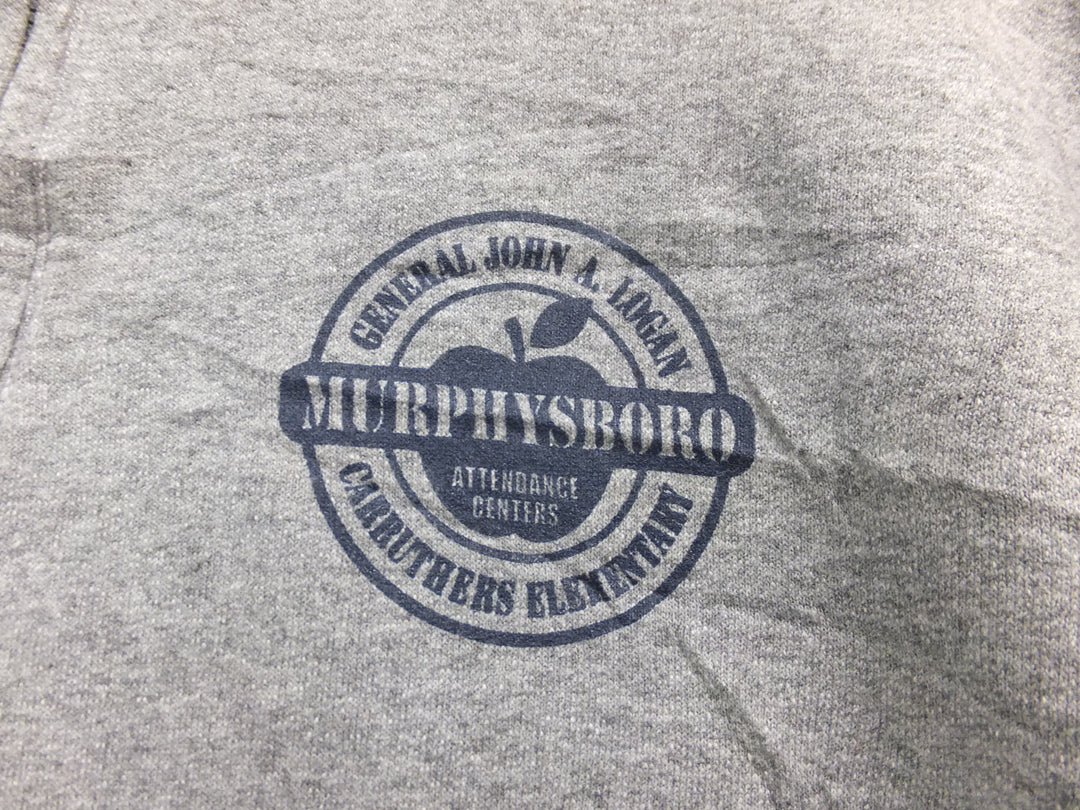 GENERAL JOHN A. LOGAN
MURPHYSBORO
ATTENDANCE
CENTERS
CARRUTHERS ELEMENTARY